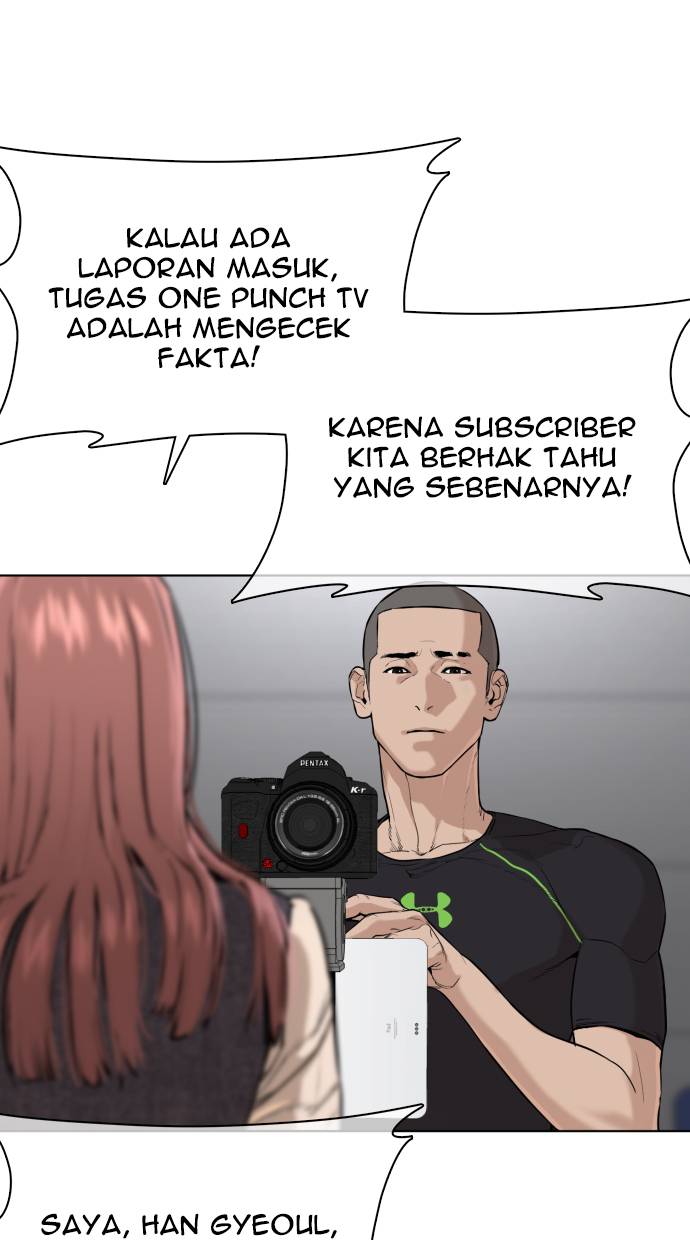 KALAU ADA
LAPORAN MASUK,
TUGAS ONE PUNCH TV
ADALAH MENGECEK
FAKTA!
KARENA SUBSCRIBER
KITA BERHAK TAHU
YANG SEBENARNYA!
PENTAX
K-r
SAYA, HAN GYEOUL,